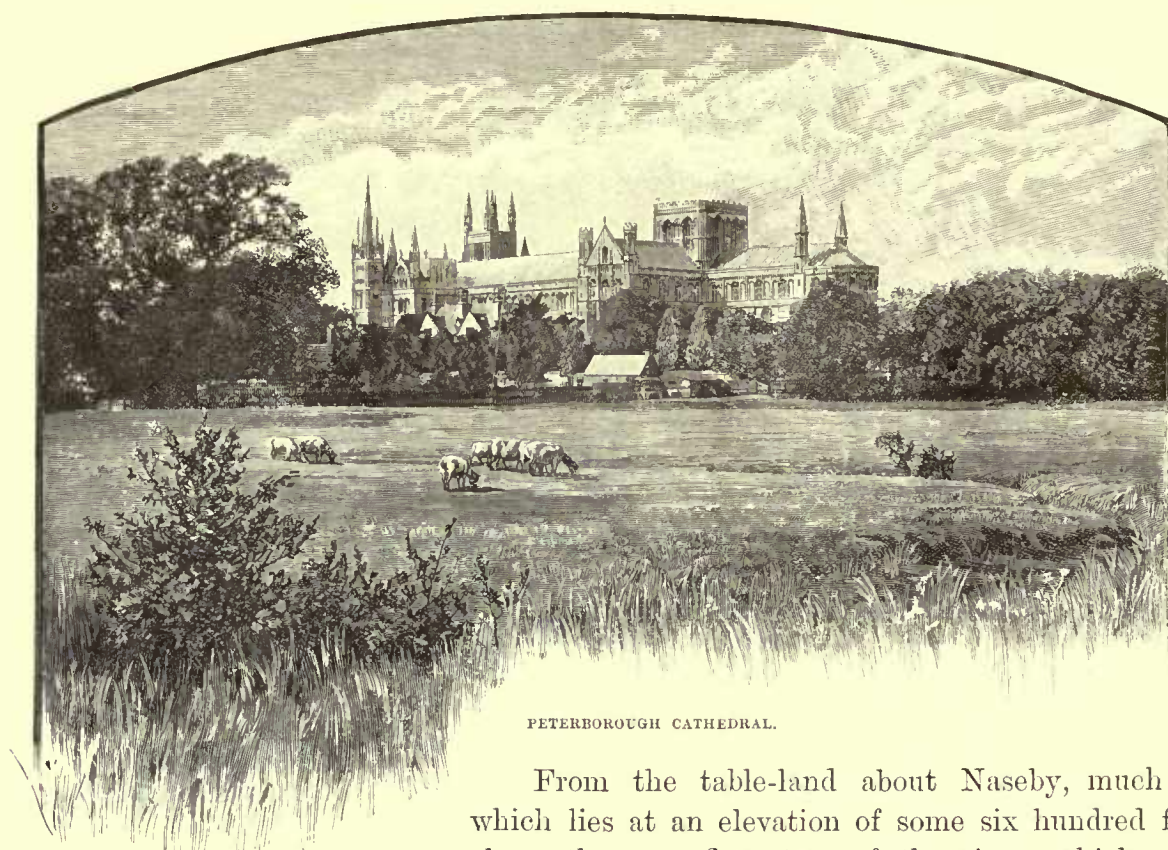 PETERBOROUGH CATHEDRAL.
From the table-land about Naseby, much
which lies at an elevation of some six hundred